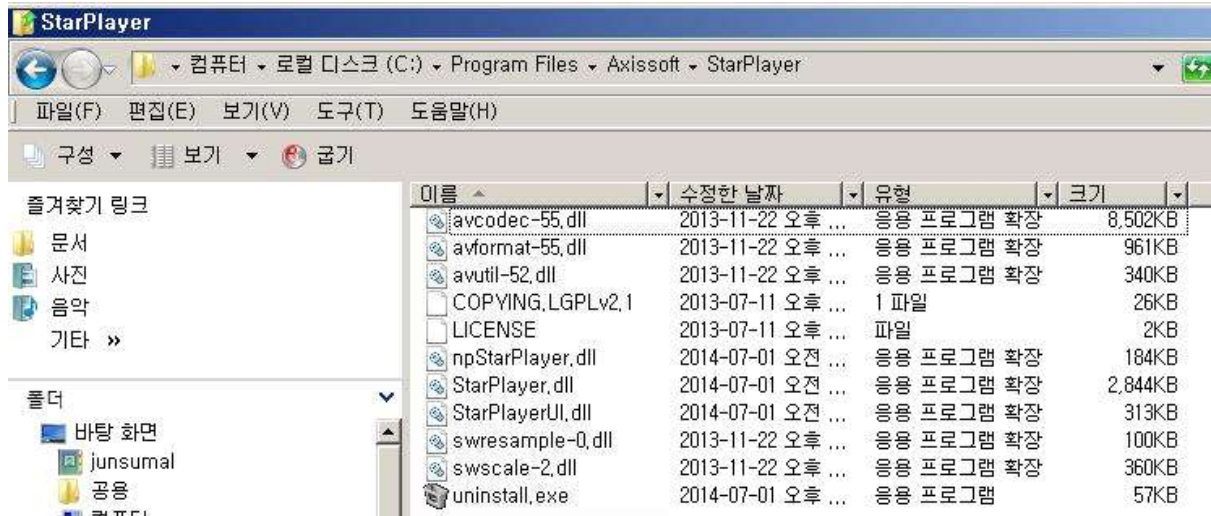 StarPlayer
컴퓨터 로컬 디스크 (C:) Program Files Axissoft StarPlayer
파일(F) 편집(E) 보기(V) 도구(T) 도움말(H)
구성 보기 굽기
즐겨찾기 링크
문서
사진
음악
기타 »
폴더
바탕 화면
junsumal
공용
컴퓨터
이름 수정한 날짜 유형 크기
avcodec-55.dll 2013-11-22 오후 ... 응용 프로그램 확장 8,502KB
avformat-55.dll 2013-11-22 오후 ... 응용 프로그램 확장 961KB
avutil-52.dll 2013-11-22 오후 ... 응용 프로그램 확장 340KB
COPYING.LGPLv2.1 2013-07-11 오후 ... 1 파일 26KB
LICENSE 2013-07-11 오후 ... 파일 2KB
npStarPlayer.dll 2014-07-01 오전 ... 응용 프로그램 확장 184KB
StarPlayer.dll 2014-07-01 오전 ... 응용 프로그램 확장 2,844KB
StarPlayerUI.dll 2014-07-01 오전 ... 응용 프로그램 확장 313KB
swresample-0.dll 2013-11-22 오후 ... 응용 프로그램 확장 100KB
swscale-2.dll 2013-11-22 오후 ... 응용 프로그램 확장 360KB
uninstall.exe 2014-07-01 오후 ... 응용 프로그램 57KB